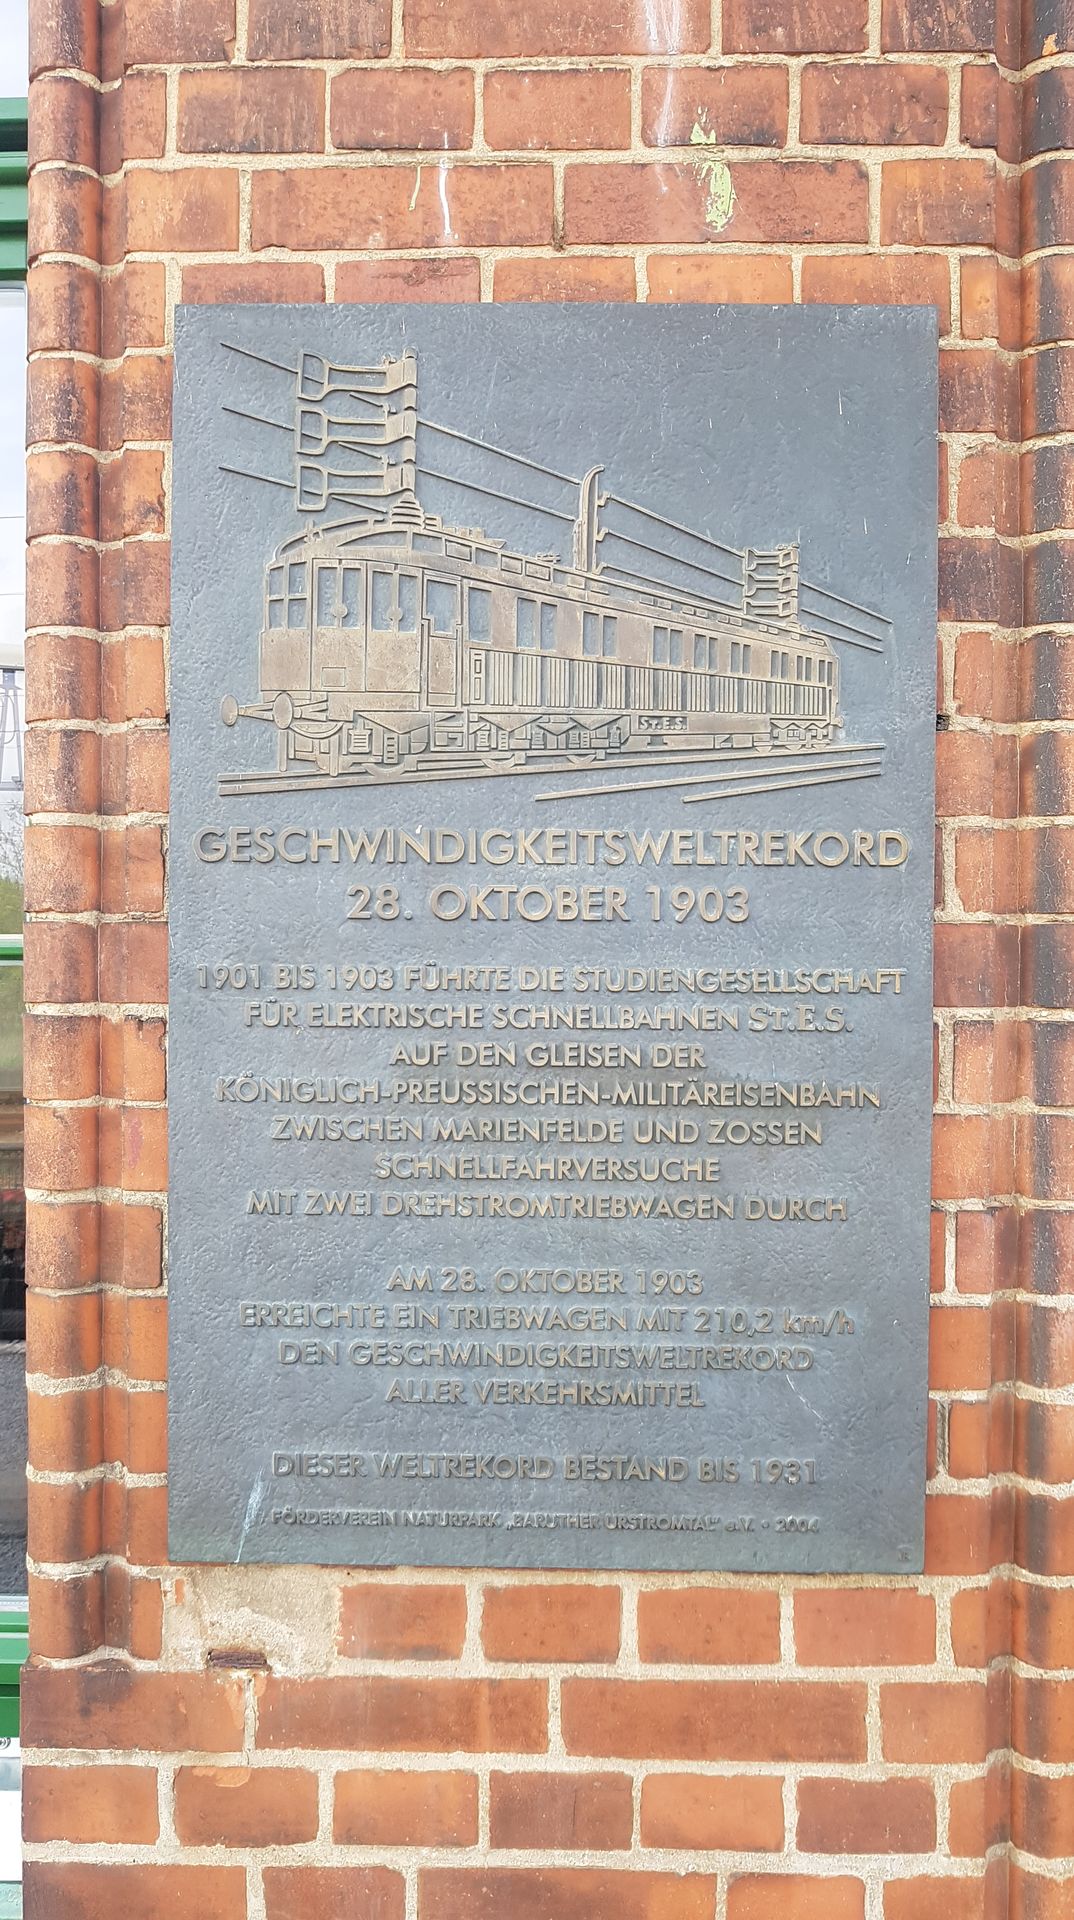 St.E.S.
GESCHWINDIGKEITSWELTREKORD
28. OKTOBER 1903
1901 BIS 1903 FÜHRTE DIE STUDIENGESELLSCHAFT
FÜR ELEKTRISCHE SCHNELLBAHNEN St.E.S.
AUF DEN GLEISEN DER
KÖNIGLICH-PREUSSISCHEN-MILITÄREISENBAHN
ZWISCHEN MARIENFELDE UND ZOSSEN
SCHNELLFAHRVERSUCHE
MIT ZWEI DREHSTROMTRIEBWAGEN DURCH
AM 28. OKTOBER 1903
ERREICHTE EIN TRIEBWAGEN MIT 210,2 km/h
DEN GESCHWINDIGKEITSWELTREKORD
ALLER VERKEHRSMITTEL
DIESER WELTREKORD BESTAND BIS 1931
FÖRDERVEREIN NATURPARK „BARUTHER URSTROMTAL" e.V. · 2004